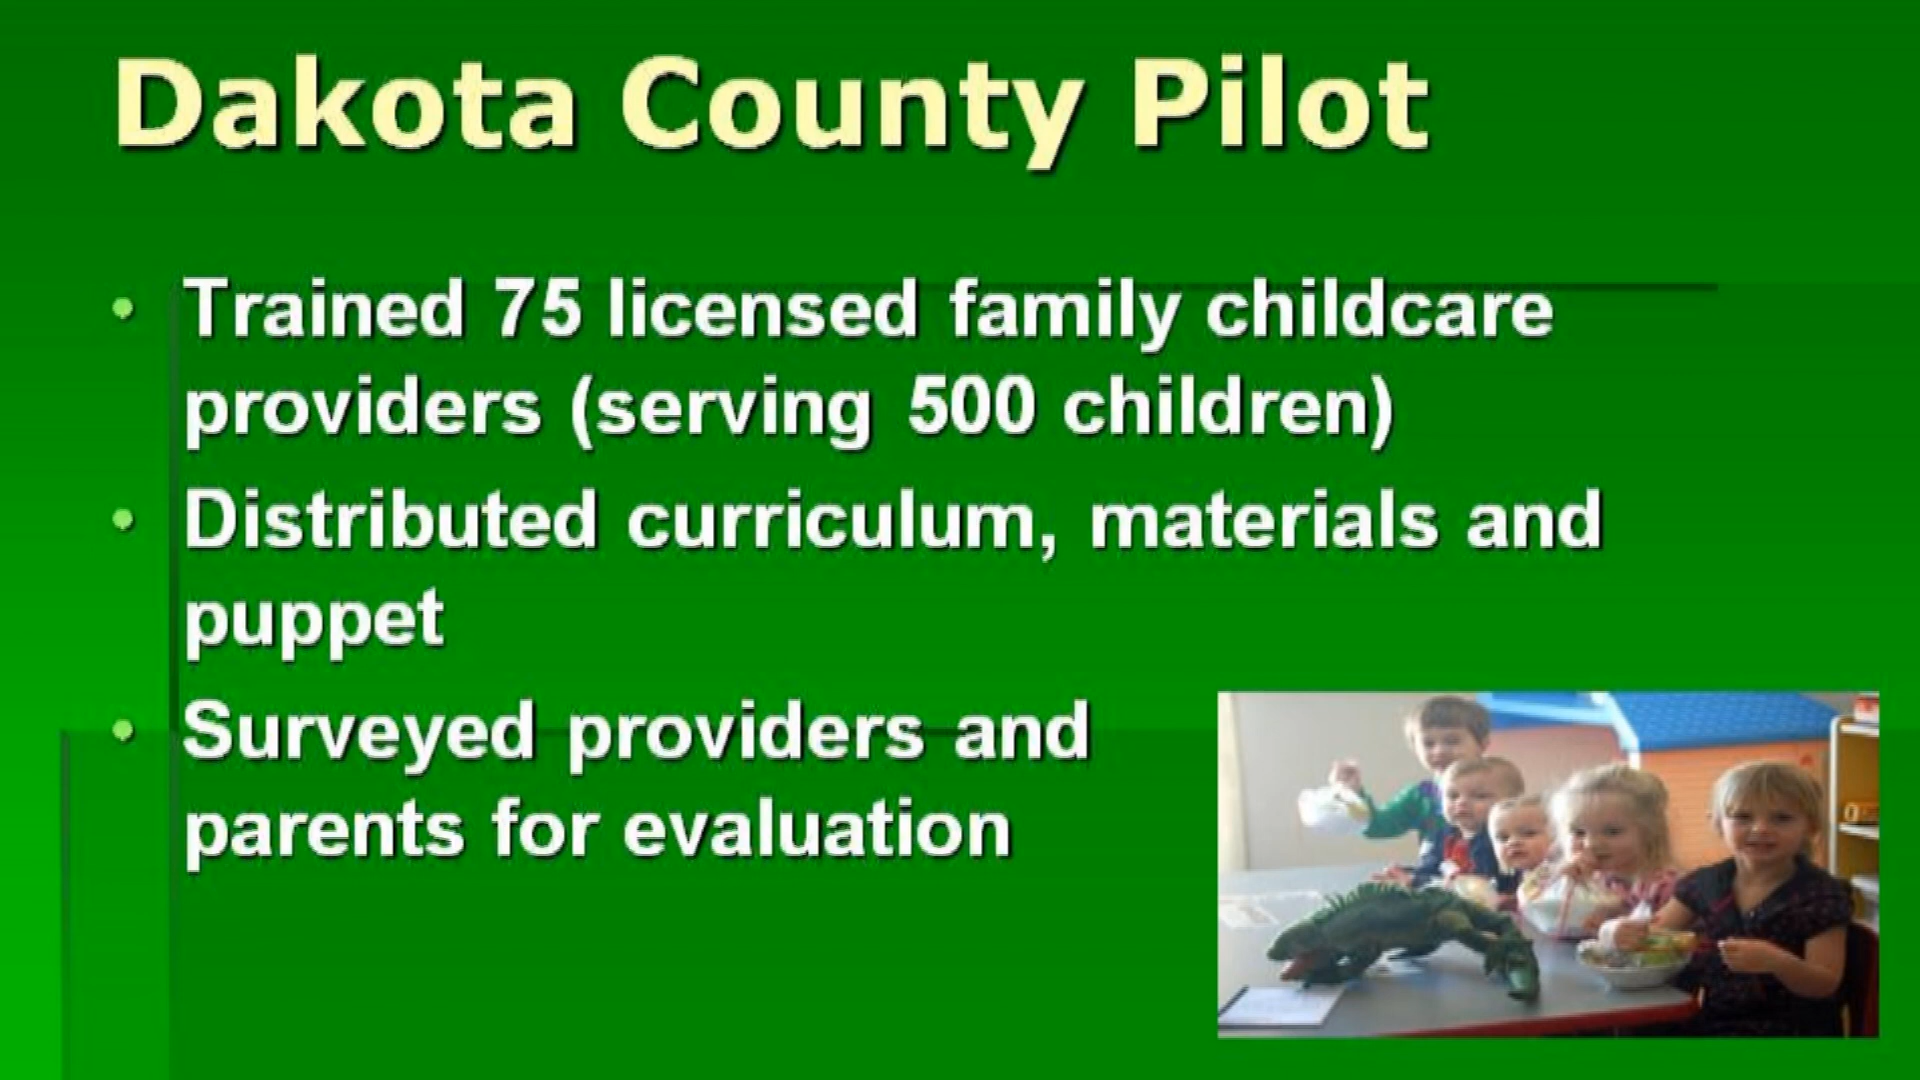 Dakota County Pilot
• Trained 75 licensed family childcare
providers (serving 500 children)
• Distributed curriculum, materials and
puppet
• Surveyed providers and
parents for evaluation